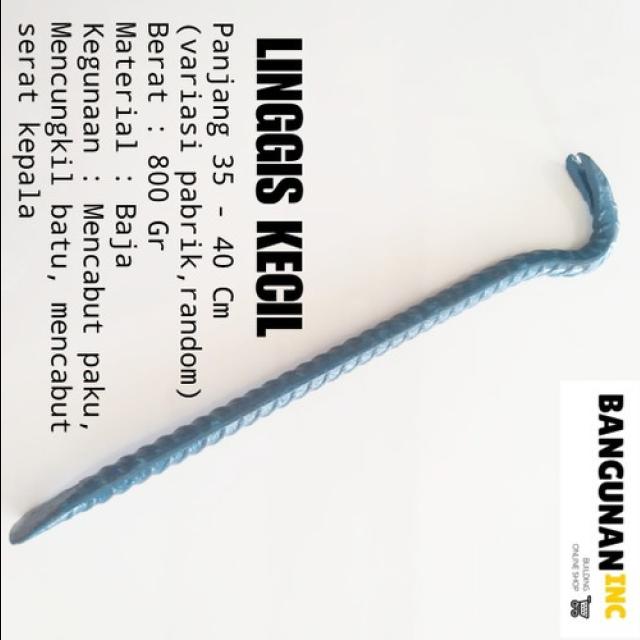 LINGGIS KECIL
Panjang 35 - 40 Cm
(variasi pabrik,random)
Berat : 800 Gr
Material : Baja
Kegunaan : Mencabut paku,
Mencungkil batu, mencabut
serat kepala
BANGUNANINC
BUILDING
ONLINE SHOP